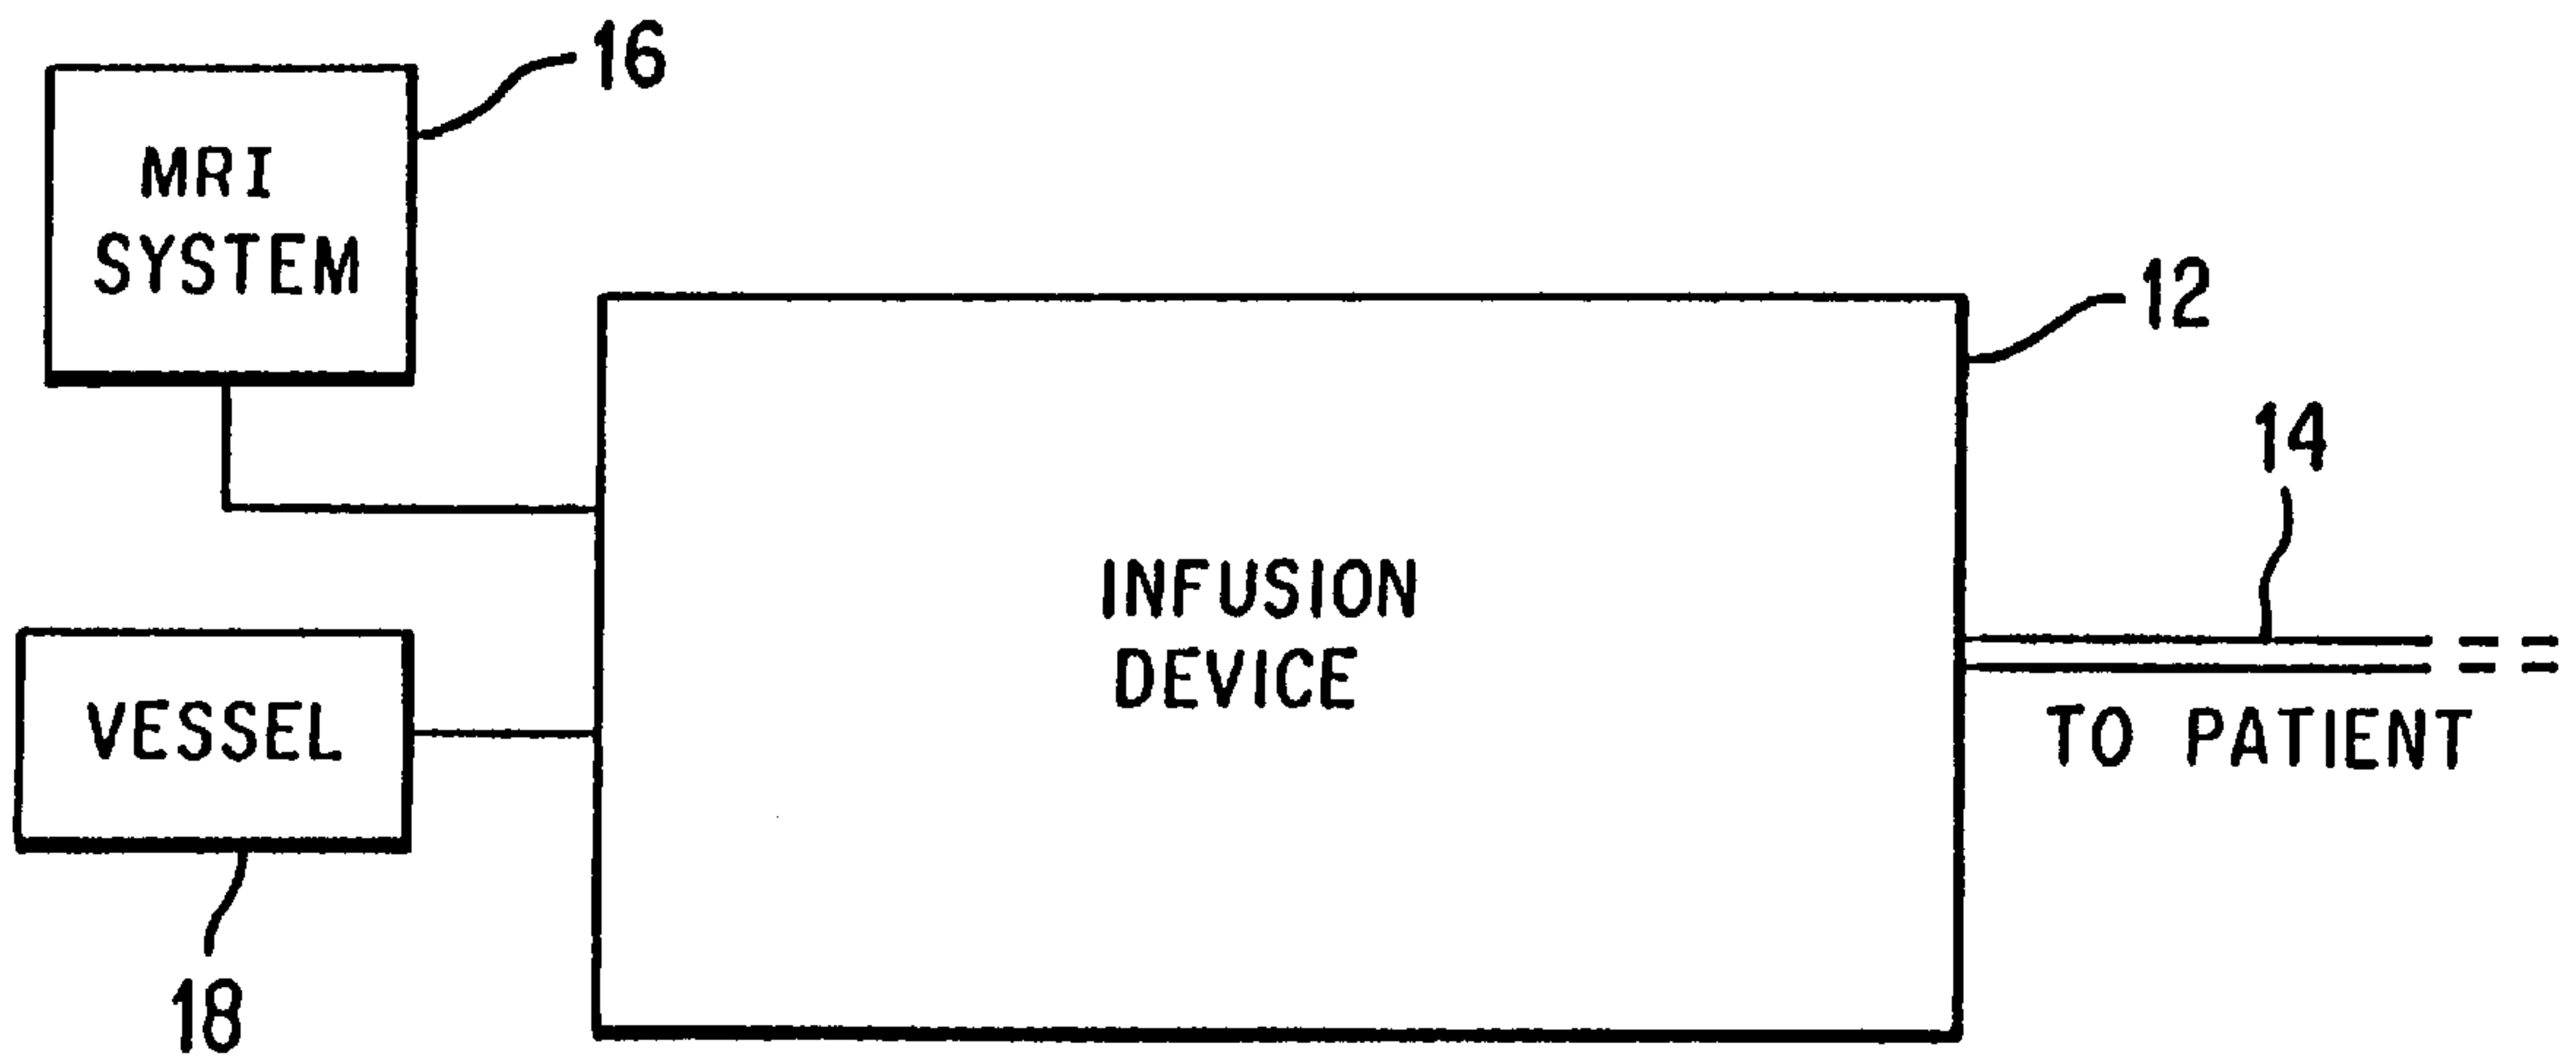 16
MRI
SYSTEM
12
14
INFUSION
DEVICE
VESSEL
TO PATIENT
18